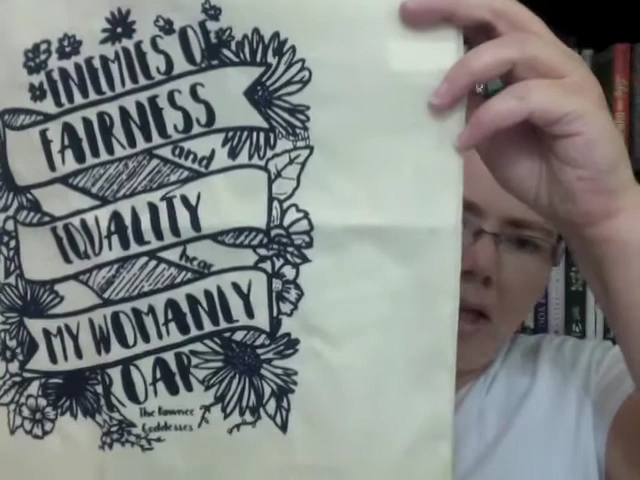 ENEMIES OF
FAIRNESS
and
EQUALITY
hear
MY WOMANLY
ROAR
The Pawnee
Goddesses